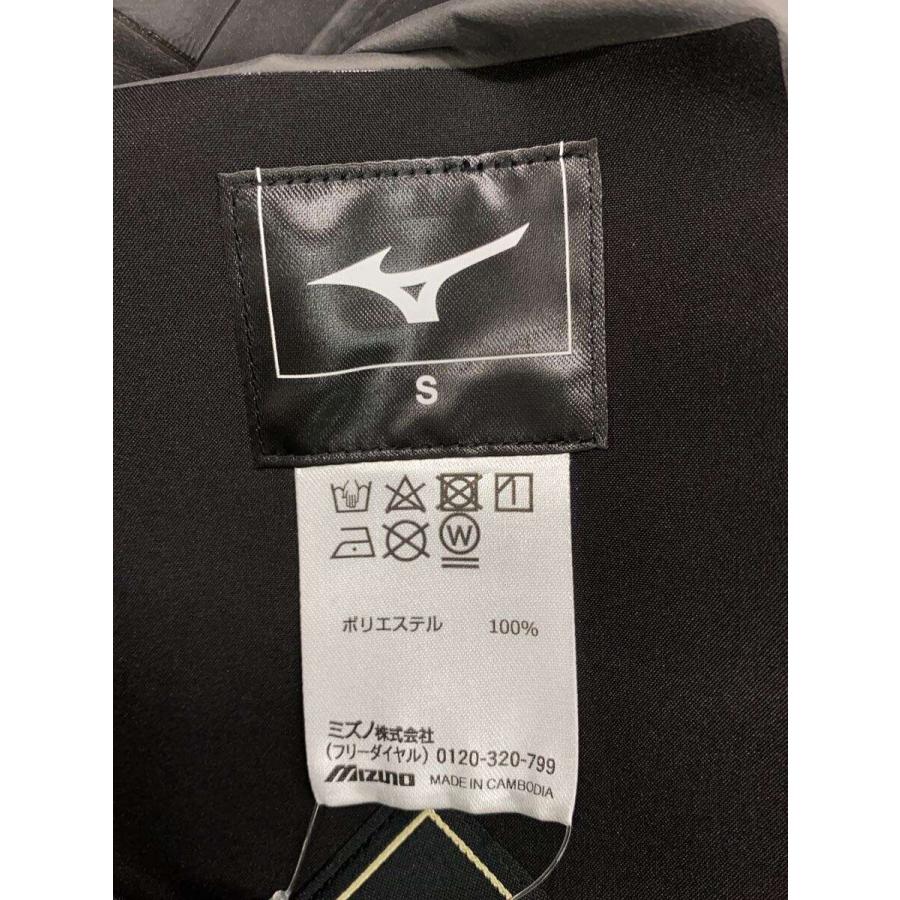 S
W
ポリエステル 100%
ミズノ株式会社
(フリーダイヤル) 0120-320-799
MIZUNO MADE IN CAMBODIA